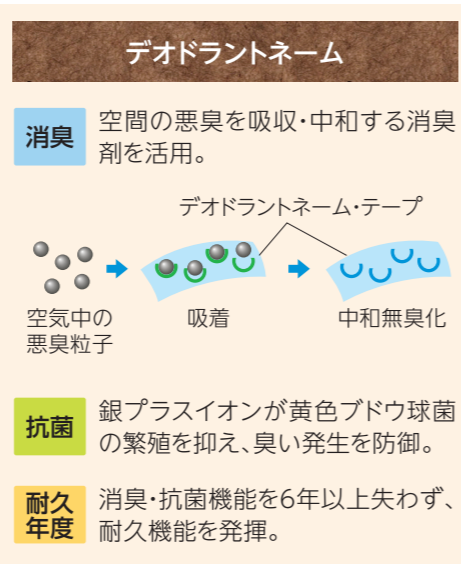 デオドラントネーム
消臭
空間の悪臭を吸収・中和する消臭
剤を活用。
デオドラントネーム・テープ
空気中の
悪臭粒子
吸着
中和無臭化
抗菌
銀プラスイオンが黄色ブドウ球菌
の繁殖を抑え、臭い発生を防御。
耐久
年度
消臭・抗菌機能を6年以上失わず、
耐久機能を発揮。